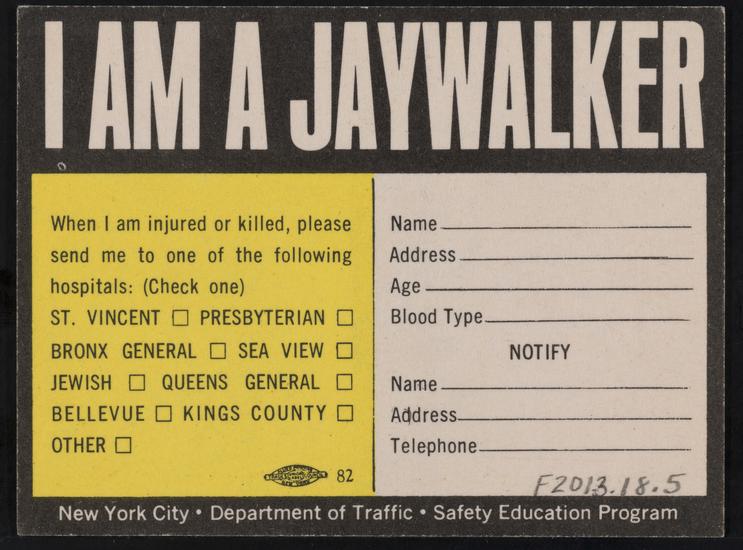 I AM A JAYWALKER
When I am injured or killed, please
send me to one of the following
hospitals: (Check one)
ST. VINCENT □ PRESBYTERIAN □
BRONX GENERAL □ SEA VIEW □
JEWISH □ QUEENS GENERAL □
BELLEVUE □ KINGS COUNTY □
OTHER □
82
Name
Address
Age
Blood Type
NOTIFY
Name
Address
Telephone
F2013.18.5
New York City • Department of Traffic • Safety Education Program